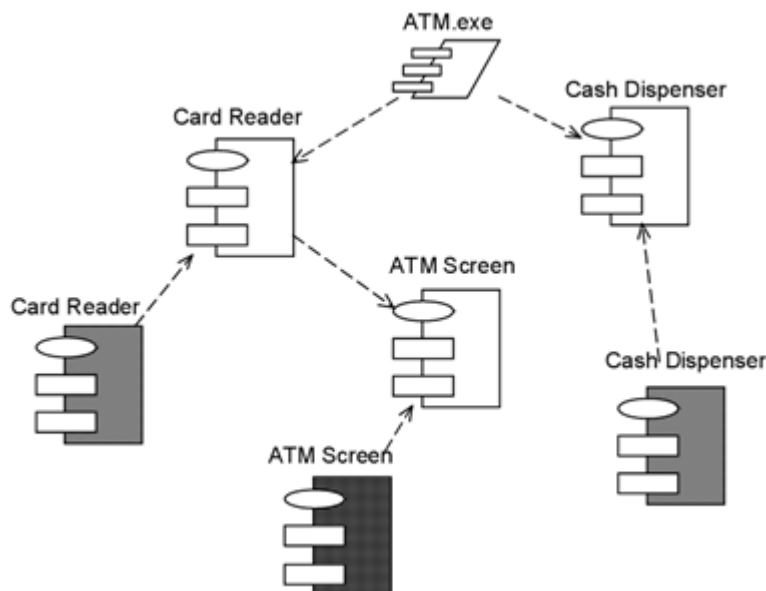 ATM.exe
Cash Dispenser
Card Reader
ATM Screen
Card Reader
Cash Dispenser
ATM Screen